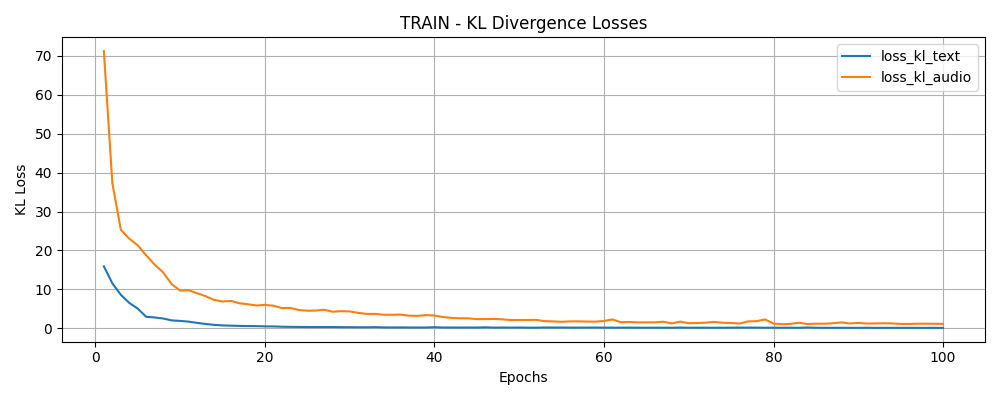 TRAIN - KL Divergence Losses
loss_kl_text
loss_kl_audio
KL Loss
70
60
50
40
30
20
10
0
0 20 40 60 80 100
Epochs